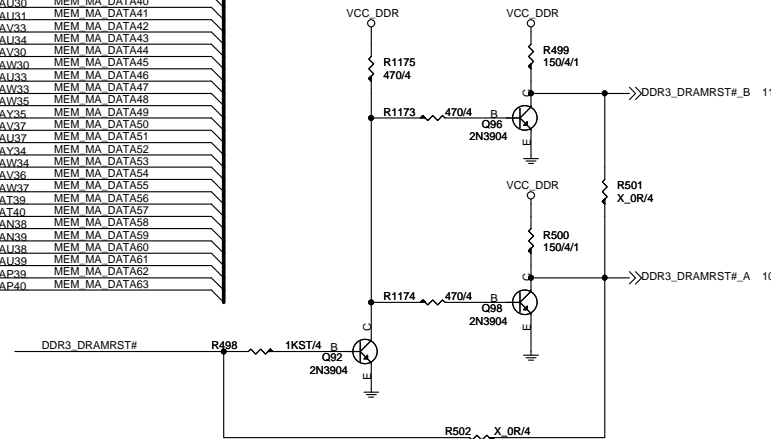 AU30 MEM_MA_DATA40
AU31 MEM_MA_DATA41
AV33 MEM_MA_DATA42
AU34 MEM_MA_DATA43
AV30 MEM_MA_DATA44
AW30 MEM_MA_DATA45
AU33 MEM_MA_DATA46
AW33 MEM_MA_DATA47
AW35 MEM_MA_DATA48
AY35 MEM_MA_DATA49
AV37 MEM_MA_DATA50
AU37 MEM_MA_DATA51
AY34 MEM_MA_DATA52
AW34 MEM_MA_DATA53
AV36 MEM_MA_DATA54
AW37 MEM_MA_DATA55
AT39 MEM_MA_DATA56
AT40 MEM_MA_DATA57
AN38 MEM_MA_DATA58
AN39 MEM_MA_DATA59
AU38 MEM_MA_DATA60
AU39 MEM_MA_DATA61
AP39 MEM_MA_DATA62
AP40 MEM_MA_DATA63
VCC_DDR
VCC_DDR
R1175
470/4
R499
150/4/1
DDR3_DRAMRST#_B 11
R1173 470/4 B
C
Q96
2N3904
E
VCC_DDR
R501
X_0R/4
R500
150/4/1
DDR3_DRAMRST#_A 10
R1174 470/4 B
C
Q98
2N3904
E
DDR3_DRAMRST#
R498 1KST/4 B
C
Q92
2N3904
E
R502 X_0R/4